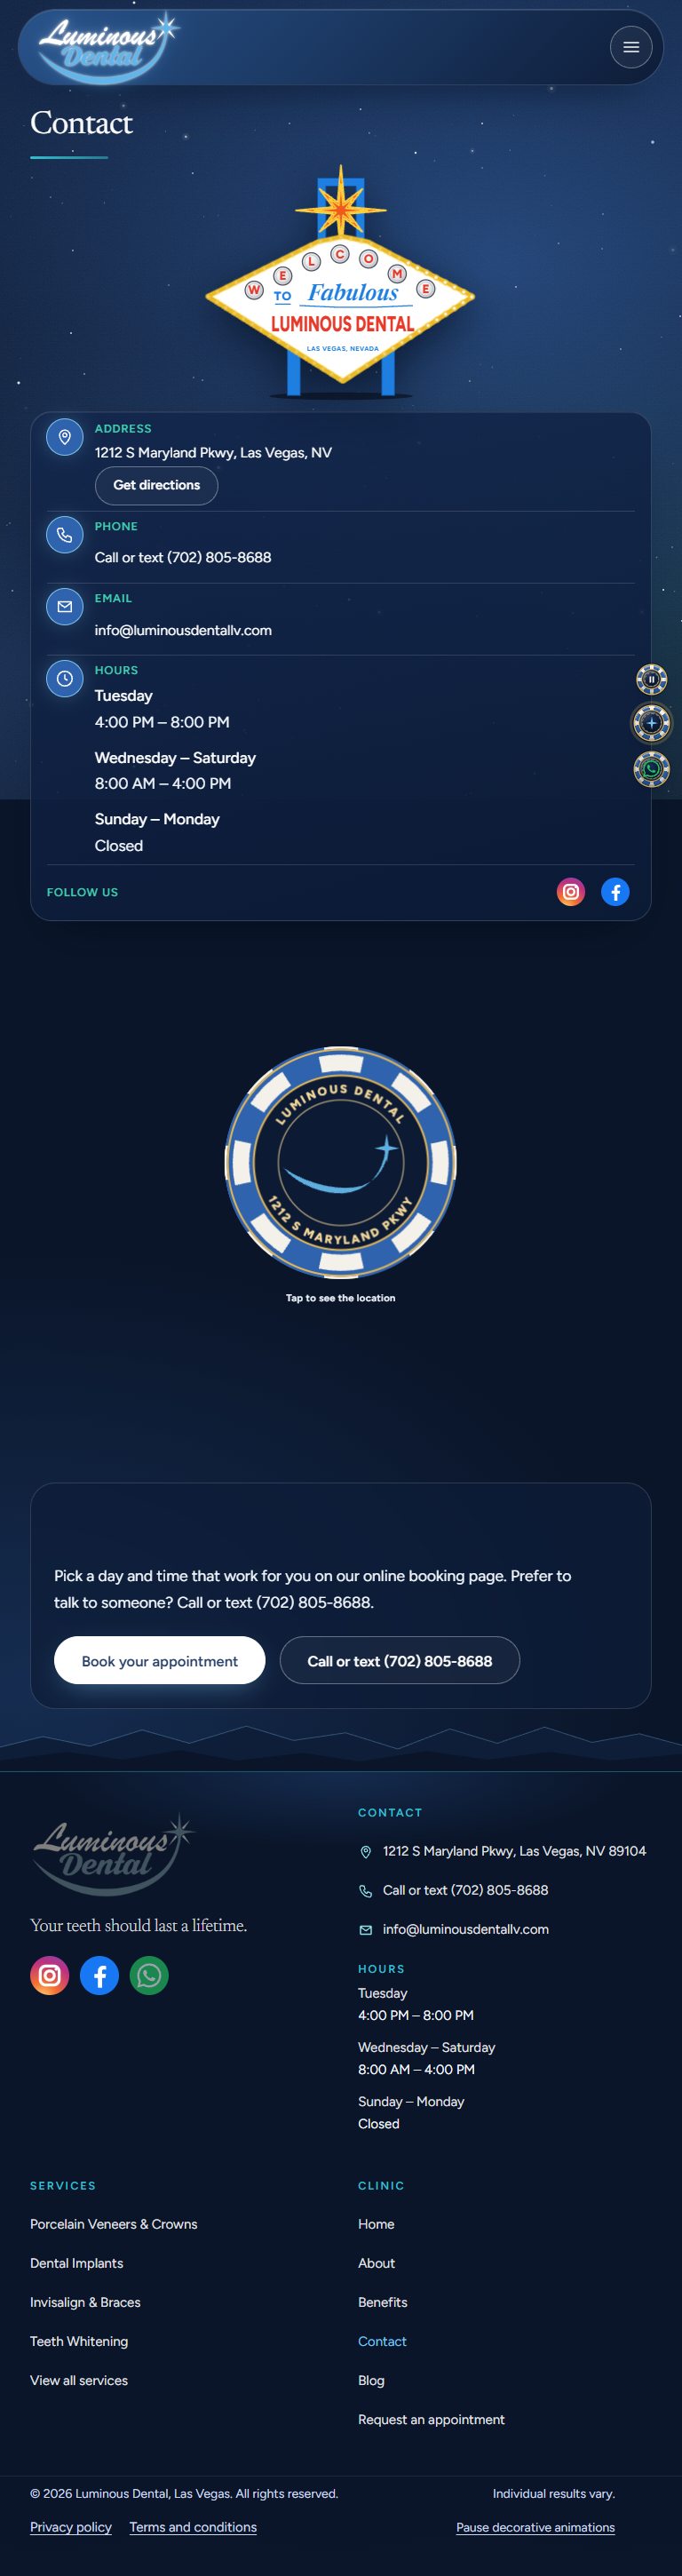 Luminous
Dental
Contact
WELCOME
TO Fabulous
LUMINOUS DENTAL
LAS VEGAS, NEVADA
ADDRESS
1212 S Maryland Pkwy, Las Vegas, NV
Get directions
PHONE
Call or text (702) 805-8688
EMAIL
info@luminousdentallv.com
HOURS
Tuesday
4:00 PM – 8:00 PM
Wednesday – Saturday
8:00 AM – 4:00 PM
Sunday – Monday
Closed
FOLLOW US
LUMINOUS DENTAL
1212 S MARYLAND PKWY
Tap to see the location
Pick a day and time that work for you on our online booking page. Prefer to
talk to someone? Call or text (702) 805-8688.
Book your appointment
Call or text (702) 805-8688
Luminous
Dental
Your teeth should last a lifetime.
CONTACT
1212 S Maryland Pkwy, Las Vegas, NV 89104
Call or text (702) 805-8688
info@luminousdentallv.com
HOURS
Tuesday
4:00 PM – 8:00 PM
Wednesday – Saturday
8:00 AM – 4:00 PM
Sunday – Monday
Closed
SERVICES
Porcelain Veneers & Crowns
Dental Implants
Invisalign & Braces
Teeth Whitening
View all services
CLINIC
Home
About
Benefits
Contact
Blog
Request an appointment
© 2026 Luminous Dental, Las Vegas. All rights reserved.
Individual results vary.
Privacy policy
Terms and conditions
Pause decorative animations